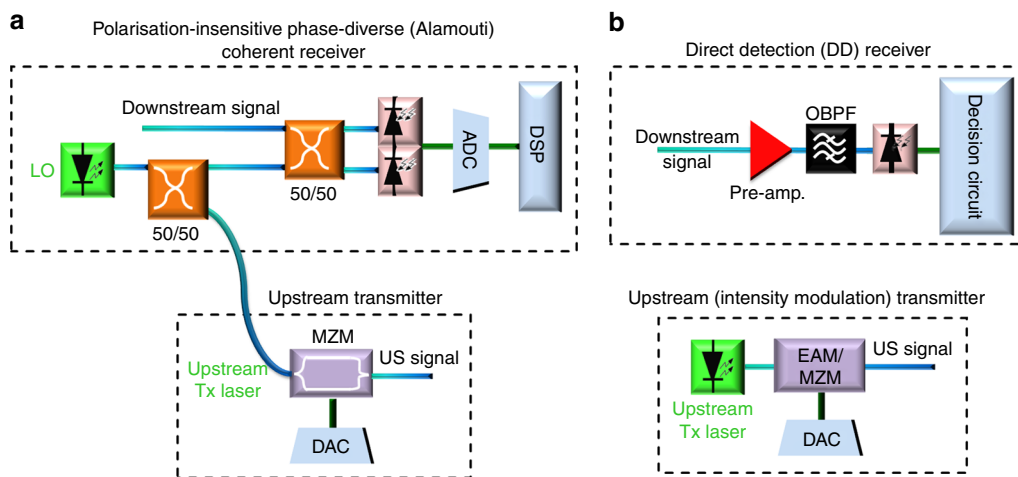 a
Polarisation-insensitive phase-diverse (Alamouti)
coherent receiver
Downstream signal
LO
50/50
50/50
ADC
DSP
Upstream transmitter
MZM
US signal
Upstream
Tx laser
DAC
b
Direct detection (DD) receiver
OBPF
Downstream
signal
Pre-amp.
Decision circuit
Upstream (intensity modulation) transmitter
EAM/
MZM
US signal
Upstream
Tx laser
DAC